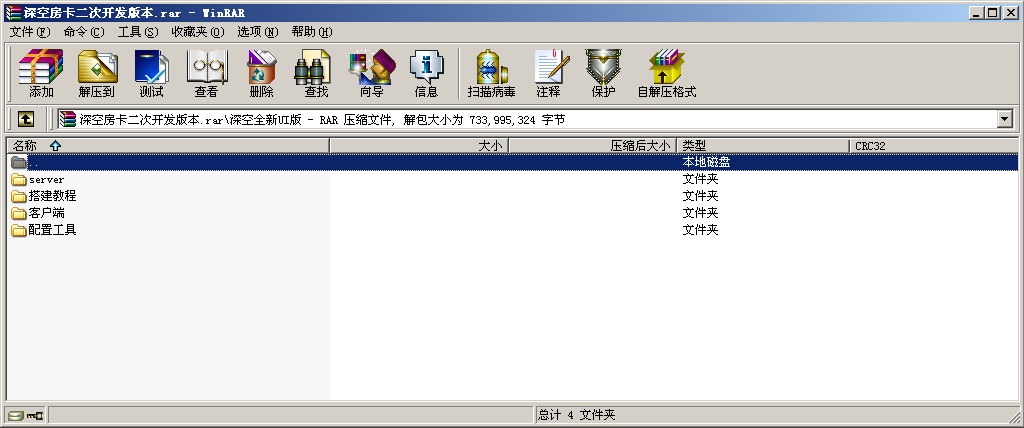 深空房卡二次开发版本.rar - WinRAR
文件(F) 命令(C) 工具(S) 收藏夹(O) 选项(N) 帮助(H)
添加 解压到 测试 查看 删除 查找 向导 信息 扫描病毒 注释 保护 自解压格式
深空房卡二次开发版本.rar\深空全新UI版 - RAR 压缩文件, 解包大小为 733,995,324 字节
名称 大小 压缩后大小 类型 CRC32
.. 本地磁盘
server 文件夹
搭建教程 文件夹
客户端 文件夹
配置工具 文件夹
总计 4 文件夹